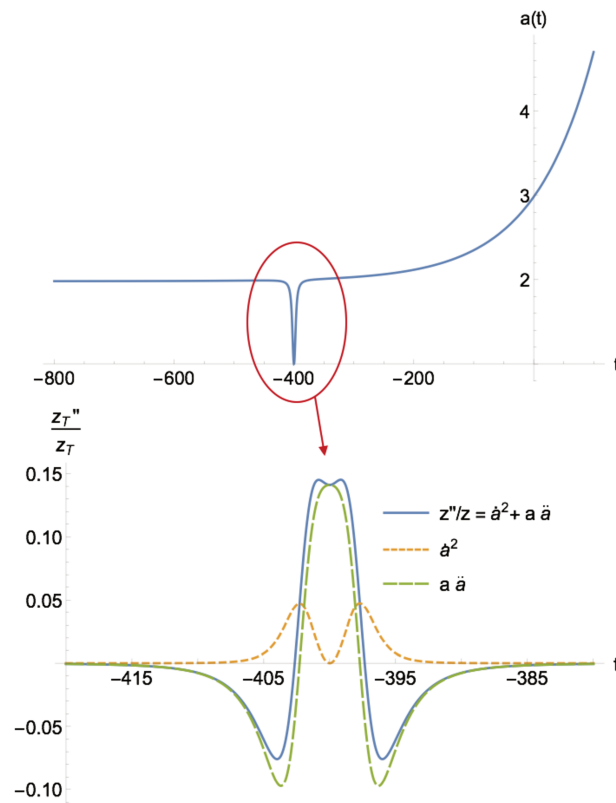 a(t)
4
3
2
-800 -600 -400 -200 t
z_T''
z_T
0.15
z''/z = ȧ²+ a ä
ȧ²
0.10
a ä
0.05
-415 -405 -395 -385 t
-0.05
-0.10